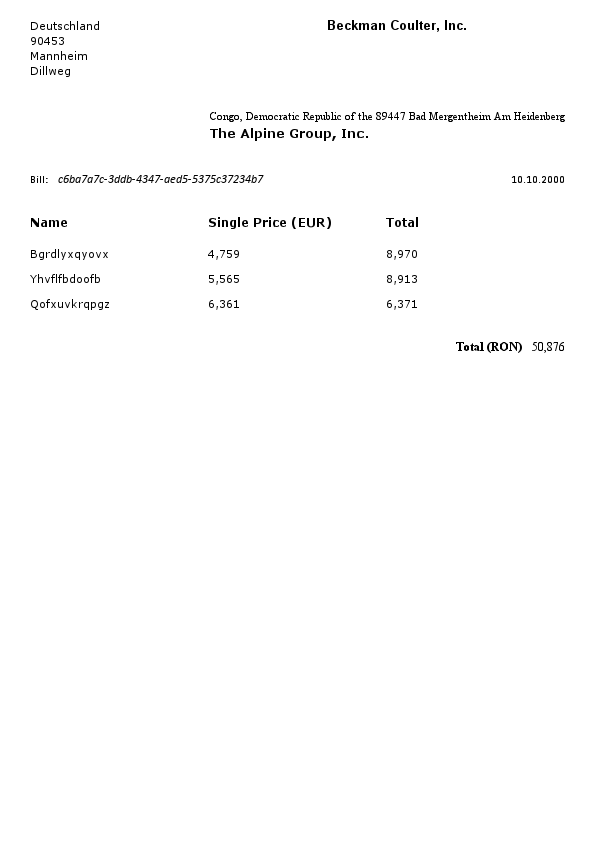 Deutschland
90453
Mannheim
Dillweg
Beckman Coulter, Inc.
Congo, Democratic Republic of the 89447 Bad Mergentheim Am Heidenberg
The Alpine Group, Inc.
Bill: c6ba7a7c-3ddb-4347-aed5-5375c37234b7 10.10.2000
Name Single Price (EUR) Total
Bgrdlyxqyovx 4,759 8,970
Yhvflfbdoofb 5,565 8,913
Qofxuvkrqpgz 6,361 6,371
Total (RON) 50,876